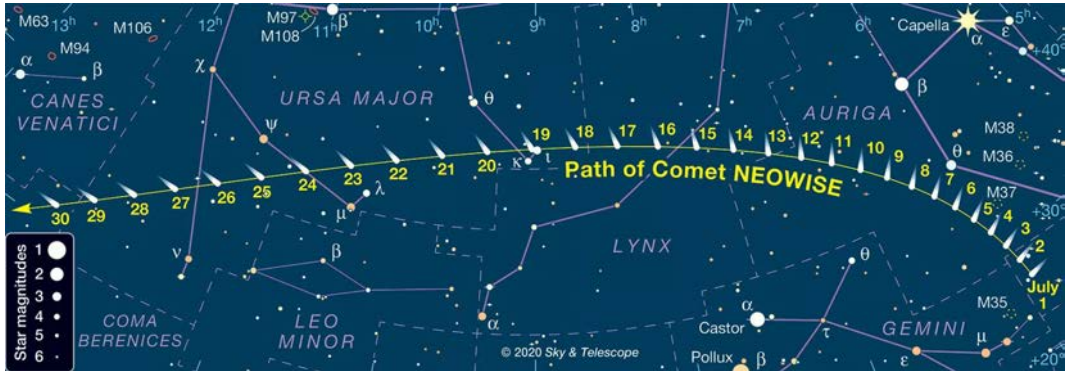 M63
13h
M106
12h
M97
11h
M108
β
10h
9h
8h
7h
6h
5h
Capella
α
ε
+40°
M94
α
β
CANES
VENATICI
χ
URSA MAJOR
θ
β
AURIGA
ψ
M38
M36
θ
M37
+30°
κ
ι
λ
μ
Path of Comet NEOWISE
30
29
28
27
26
25
24
23
22
21
20
19
18
17
16
15
14
13
12
11
10
9
8
7
6
5
4
3
2
July
1
Star magnitudes
1
2
3
4
5
6
ν
β
LYNX
θ
COMA
BERENICES
LEO
MINOR
α
α
Castor
τ
GEMINI
M35
μ
ε
Pollux
β
+20°
© 2020 Sky & Telescope